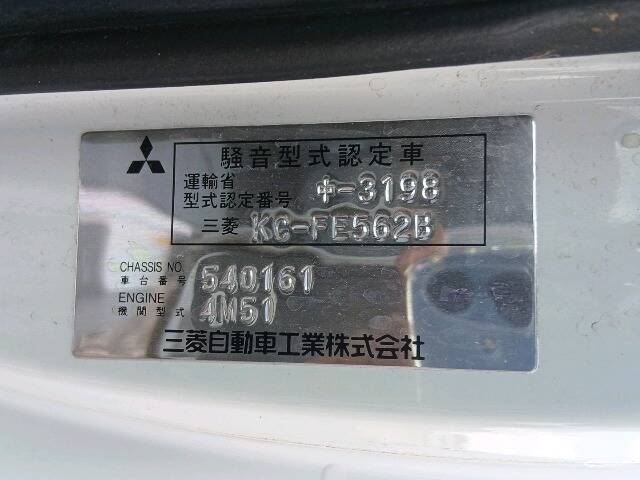 騒音型式認定車
運輸省
型式認定番号 キ-3198
三菱 KC-FE562B
CHASSIS NO.
車台番号 540161
ENGINE
機関型式 4M51
三菱自動車工業株式会社